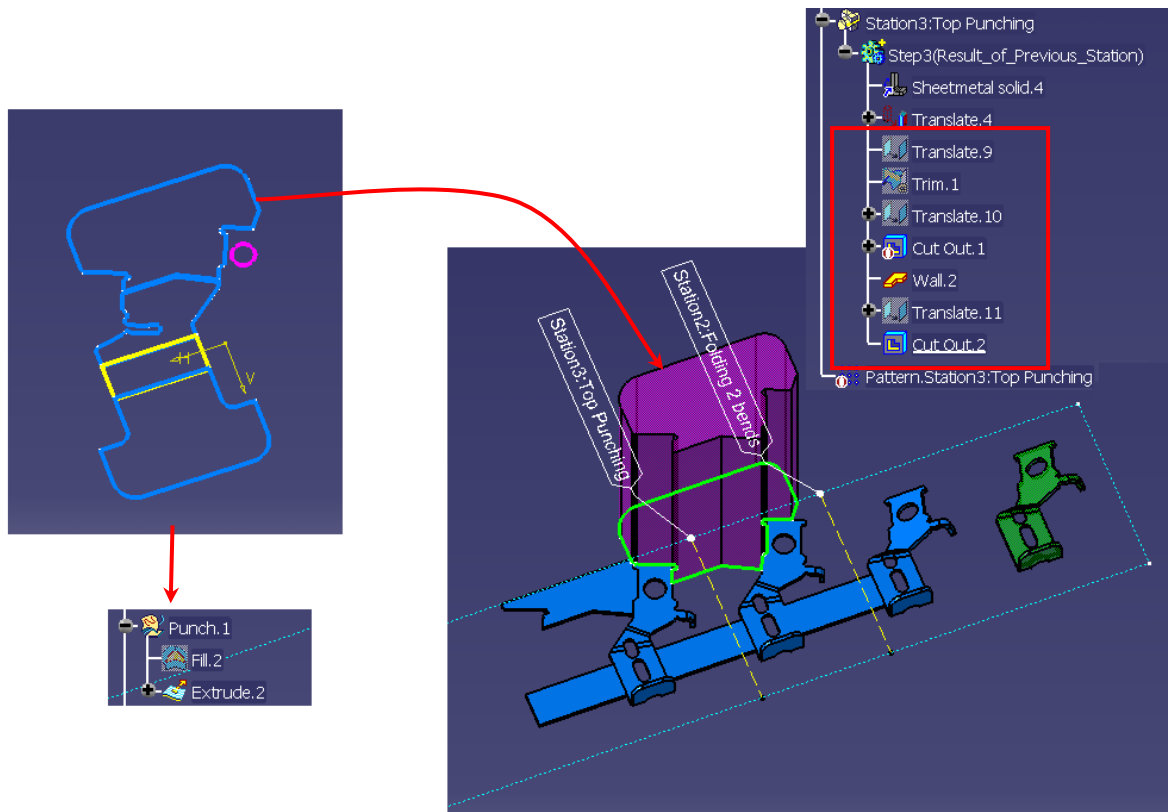 Station3:Top Punching
Step3(Result_of_Previous_Station)
Sheetmetal solid.4
Translate.4
Translate.9
Trim.1
Translate.10
Cut Out.1
Wall.2
Translate.11
Cut Out.2
Pattern.Station3:Top Punching
H
V
Station2:Folding 2 bends
Station3:Top Punching
Punch.1
Fill.2
Extrude.2